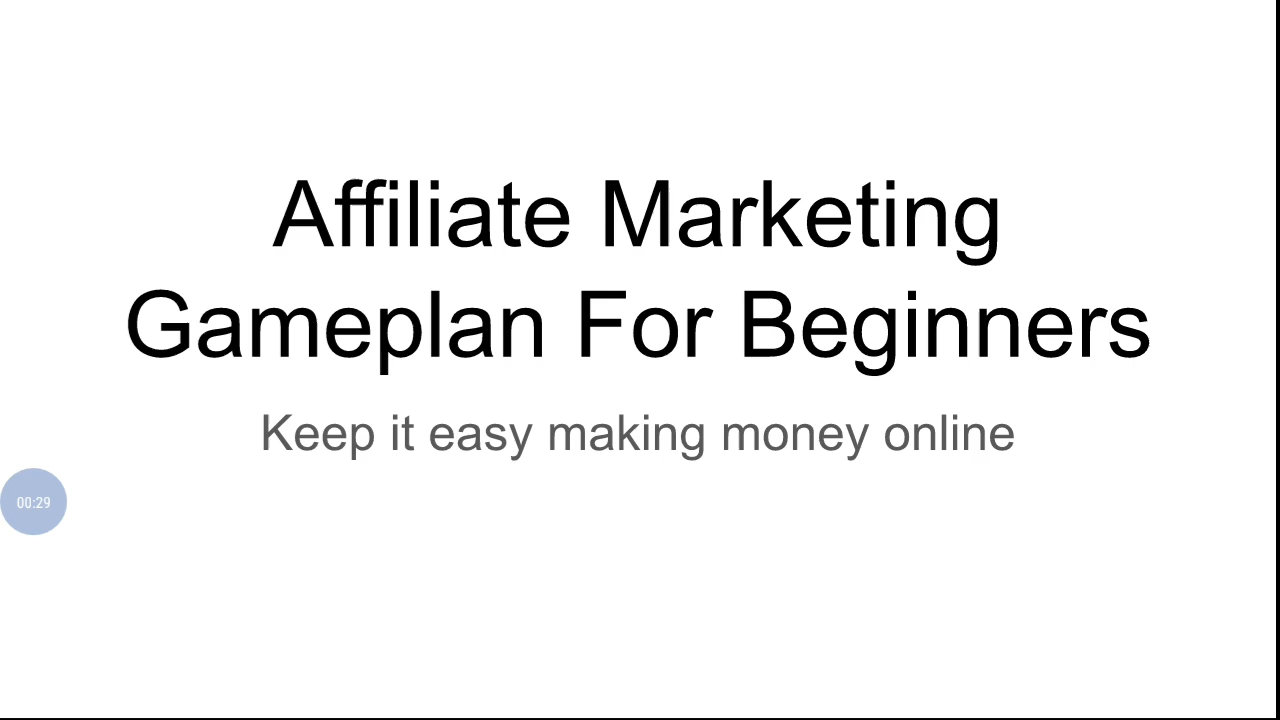 Affiliate Marketing
Gameplan For Beginners
Keep it easy making money online
00:29